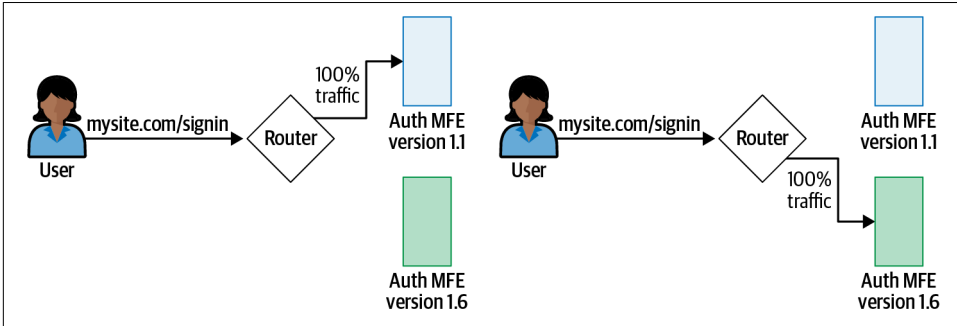 100%
traffic
mysite.com/signin
Router
User
Auth MFE
version 1.1
Auth MFE
version 1.6
mysite.com/signin
Router
User
100%
traffic
Auth MFE
version 1.1
Auth MFE
version 1.6